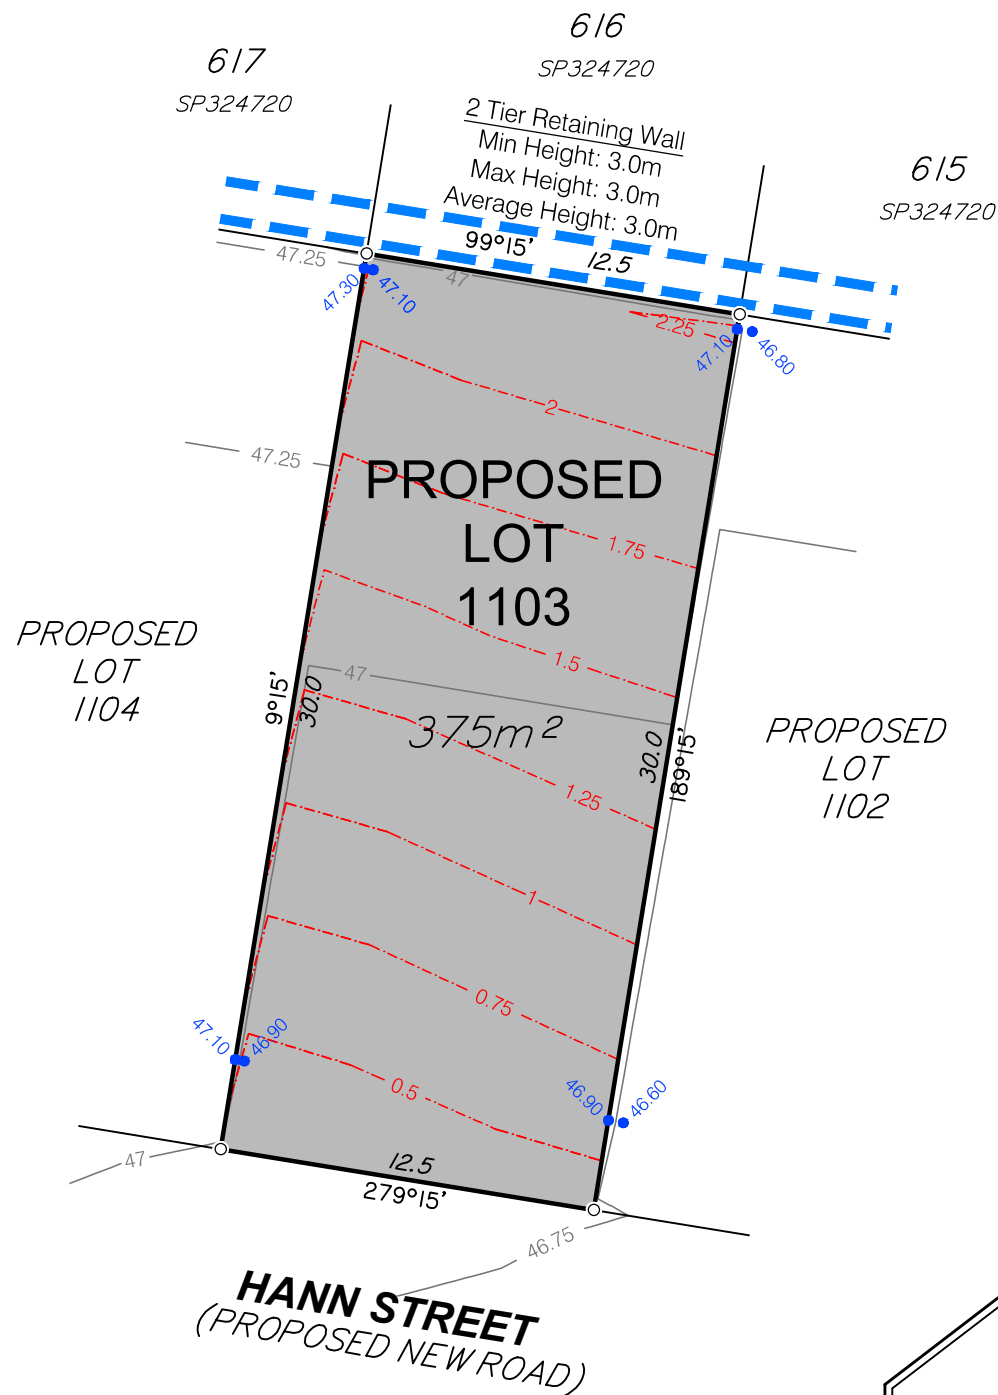 616
SP324720
617
SP324720
2 Tier Retaining Wall
Min Height: 3.0m
Max Height: 3.0m
Average Height: 3.0m
615
SP324720
99°15'
12.5
47.25
47
47.30
47.10
2.25
47.10
46.80
2
47.25
PROPOSED
LOT
1103
1.75
1.5
PROPOSED
LOT
1104
47
9°15'
30.0
375m²
30.0
189°15'
PROPOSED
LOT
1102
1.25
1
0.75
47.10
46.90
0.5
46.90
46.60
47
12.5
279°15'
46.75
HANN STREET
(PROPOSED NEW ROAD)